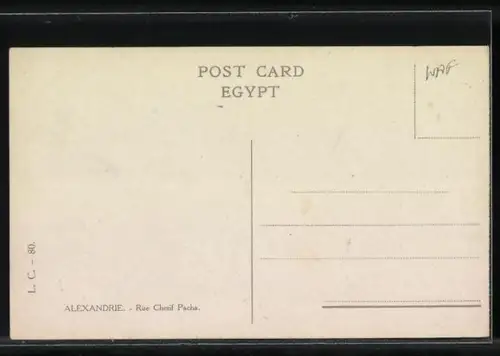 POST CARD
EGYPT
L. C. - 80.
ALEXANDRIE. - Rue Cherif Pacha.